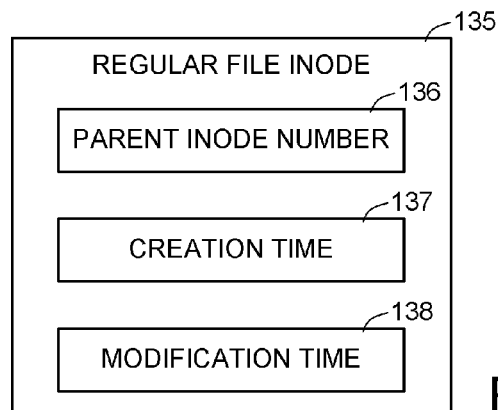 135
REGULAR FILE INODE
136
PARENT INODE NUMBER
137
CREATION TIME
138
MODIFICATION TIME